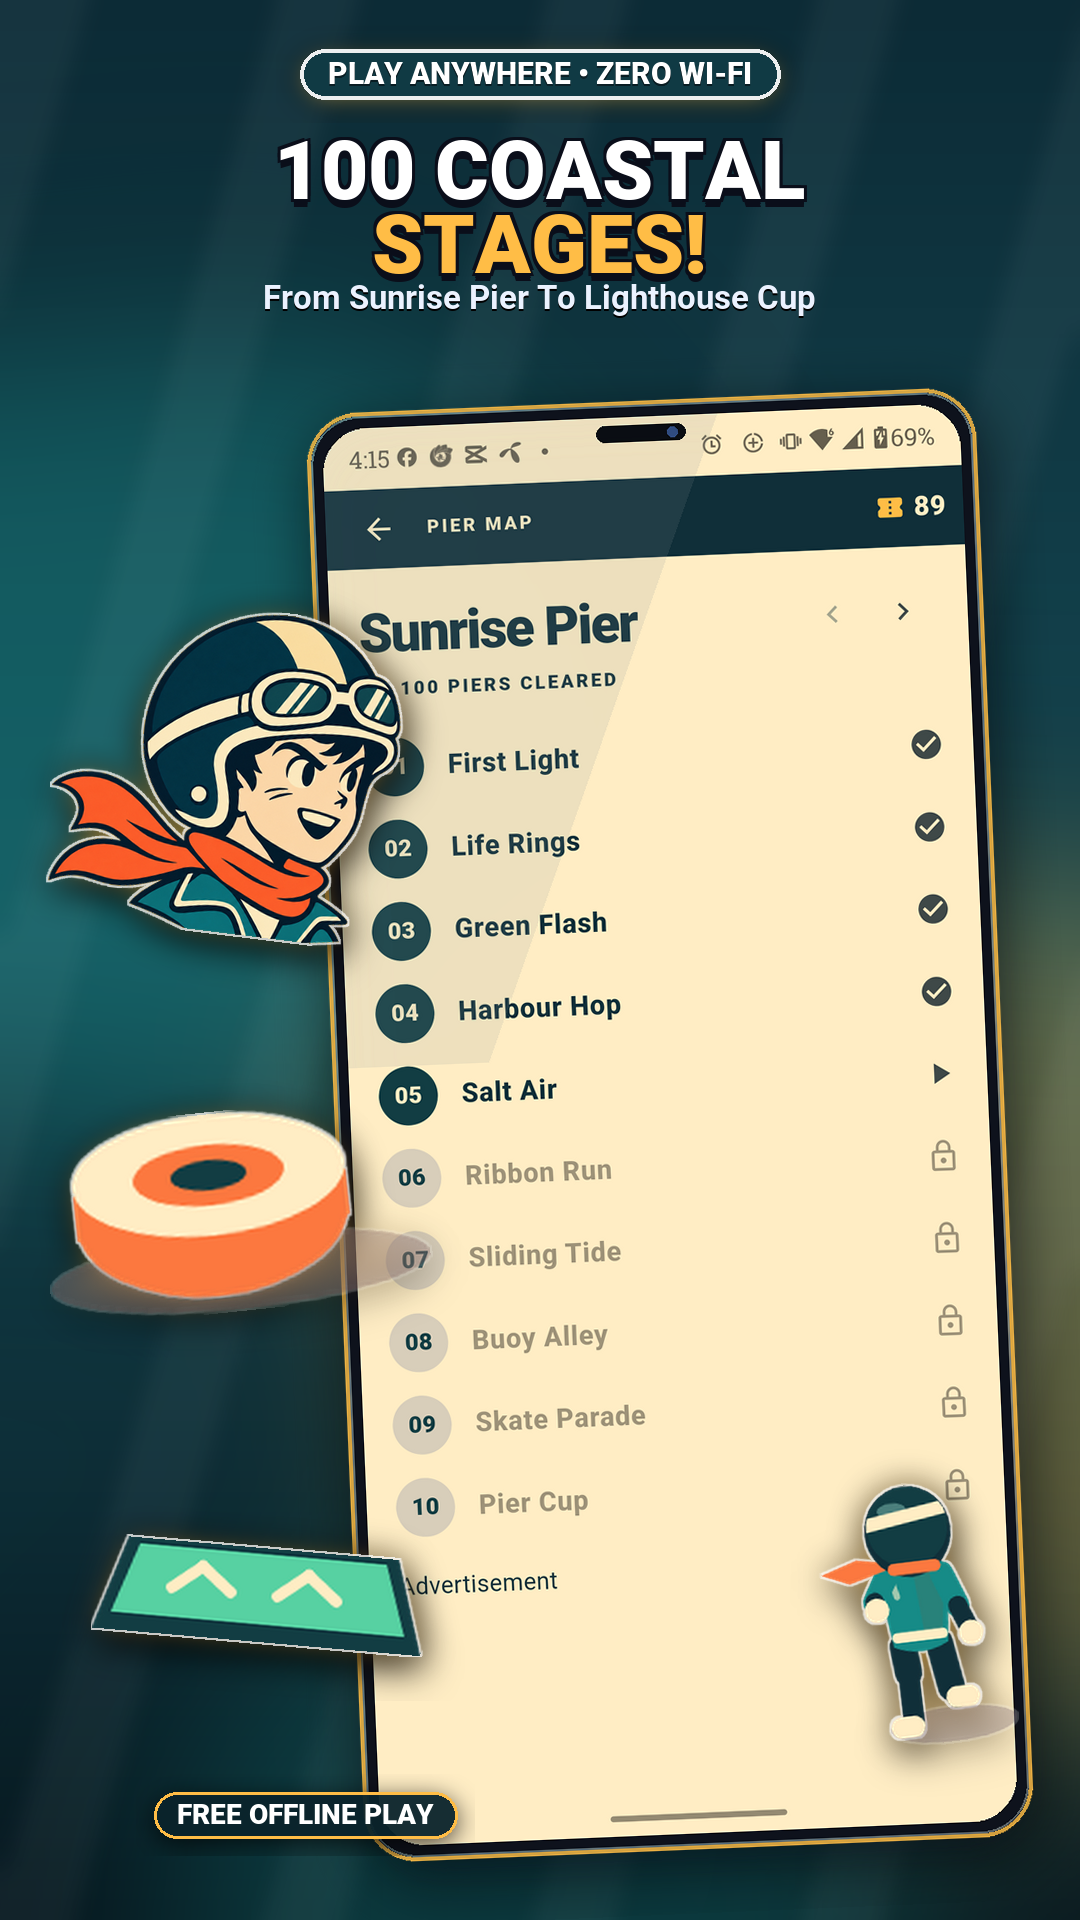 PLAY ANYWHERE • ZERO WI-FI
100 COASTAL
STAGES!
From Sunrise Pier To Lighthouse Cup
4:15
69%
PIER MAP
89
Sunrise Pier
100 PIERS CLEARED
First Light
02 Life Rings
03 Green Flash
04 Harbour Hop
05 Salt Air
06 Ribbon Run
07 Sliding Tide
08 Buoy Alley
09 Skate Parade
10 Pier Cup
Advertisement
FREE OFFLINE PLAY